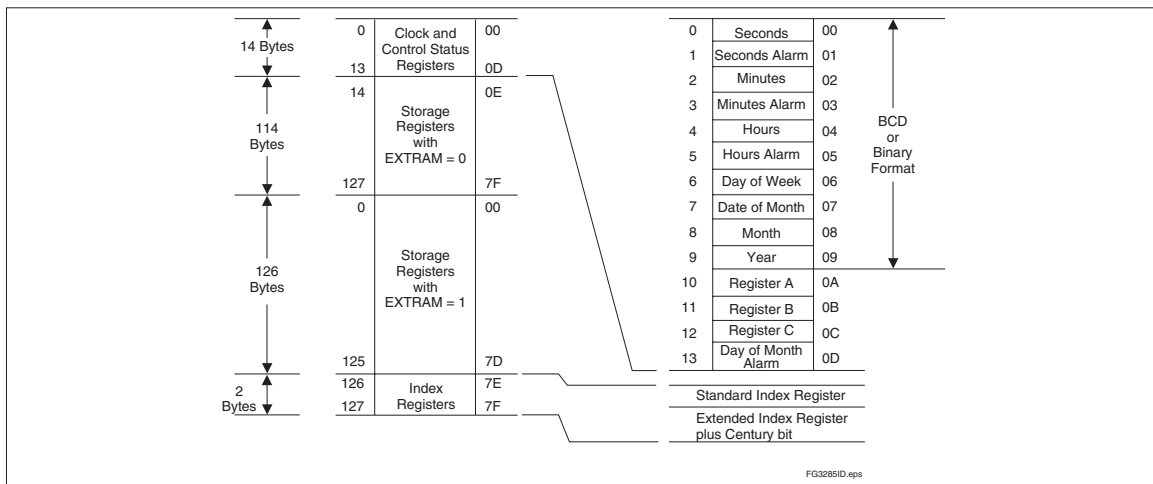 14 Bytes
0 Clock and 00
Control Status
13 Registers 0D
14 0E
114
Bytes
Storage
Registers
with
EXTRAM = 0
127 7F
0 00
126
Bytes
Storage
Registers
with
EXTRAM = 1
125 7D
2
Bytes
126 Index 7E
127 Registers 7F
0 Seconds 00
1 Seconds Alarm 01
2 Minutes 02
3 Minutes Alarm 03
4 Hours 04
5 Hours Alarm 05
6 Day of Week 06
7 Date of Month 07
8 Month 08
9 Year 09
10 Register A 0A
11 Register B 0B
12 Register C 0C
13 Day of Month 0D
Alarm
BCD
or
Binary
Format
Standard Index Register
Extended Index Register
plus Century bit
FG3285ID.eps